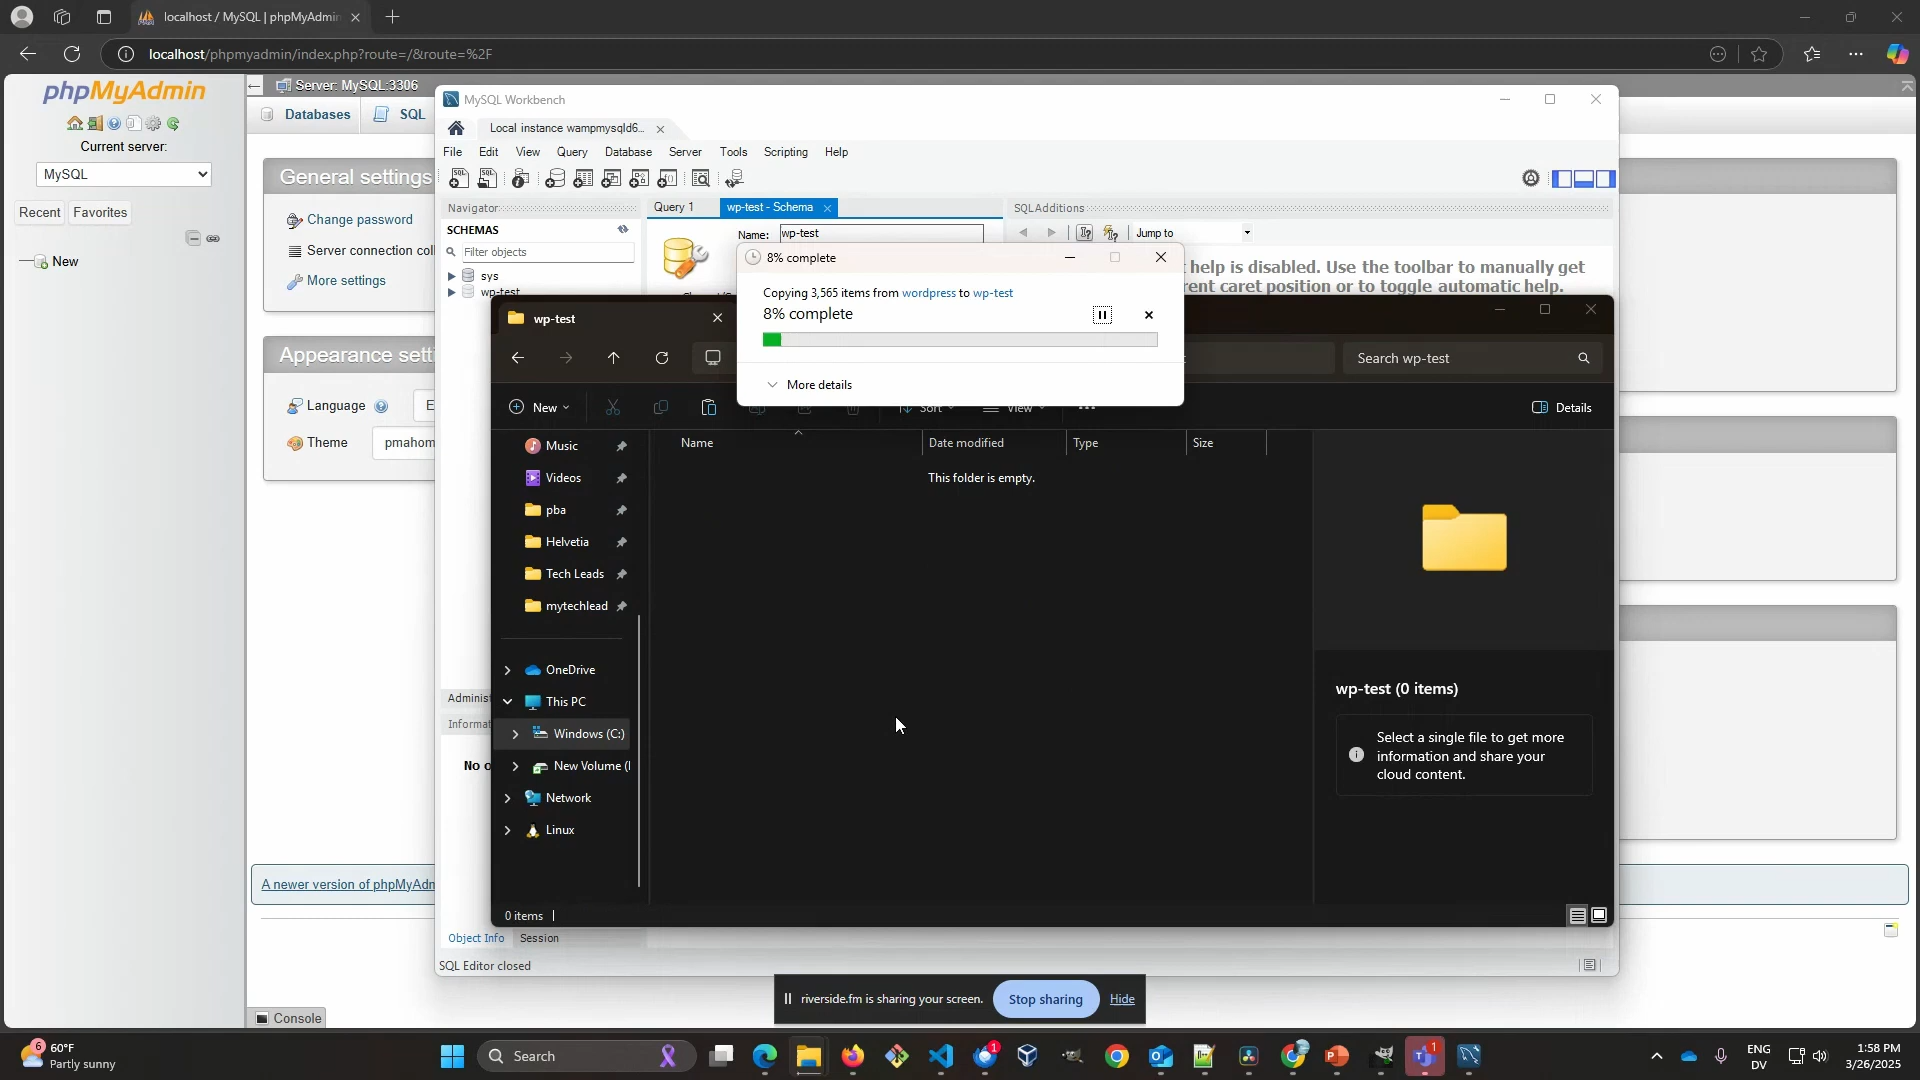 localhost / MySQL | phpMyAdmin
localhost/phpmyadmin/index.php?route=/&route=%2F
phpMyAdmin
Current server:
MySQL
Recent
Favorites
New
Server: MySQL:3306
Databases
SQL
General settings
Change password
Server connection coll
More settings
Appearance setti
Language
E
Theme
pmahom
A newer version of phpMyAdm
Console
MySQL Workbench
Local instance wampmysqld6...
File
Edit
View
Query
Database
Server
Tools
Scripting
Help
Navigator
SCHEMAS
Filter objects
sys
wp-test
Query 1
wp-test - Schema
Name:
wp-test
SQLAdditions
Jump to
help is disabled. Use the toolbar to manually get
rent caret position or to toggle automatic help.
Administ
Informat
No o
Object Info
Session
SQL Editor closed
8% complete
Copying 3,565 items from wordpress to wp-test
8% complete
More details
wp-test
Search wp-test
New
Sort
View
Details
Music
Videos
pba
Helvetia
Tech Leads
mytechlead
OneDrive
This PC
Windows (C:)
New Volume (
Network
Linux
Name
Date modified
Type
Size
This folder is empty.
wp-test (0 items)
Select a single file to get more
information and share your
cloud content.
0 items
riverside.fm is sharing your screen.
Stop sharing
Hide
6
60°F
Partly sunny
Search
1
1
ENG
DV
1:58 PM
3/26/2025